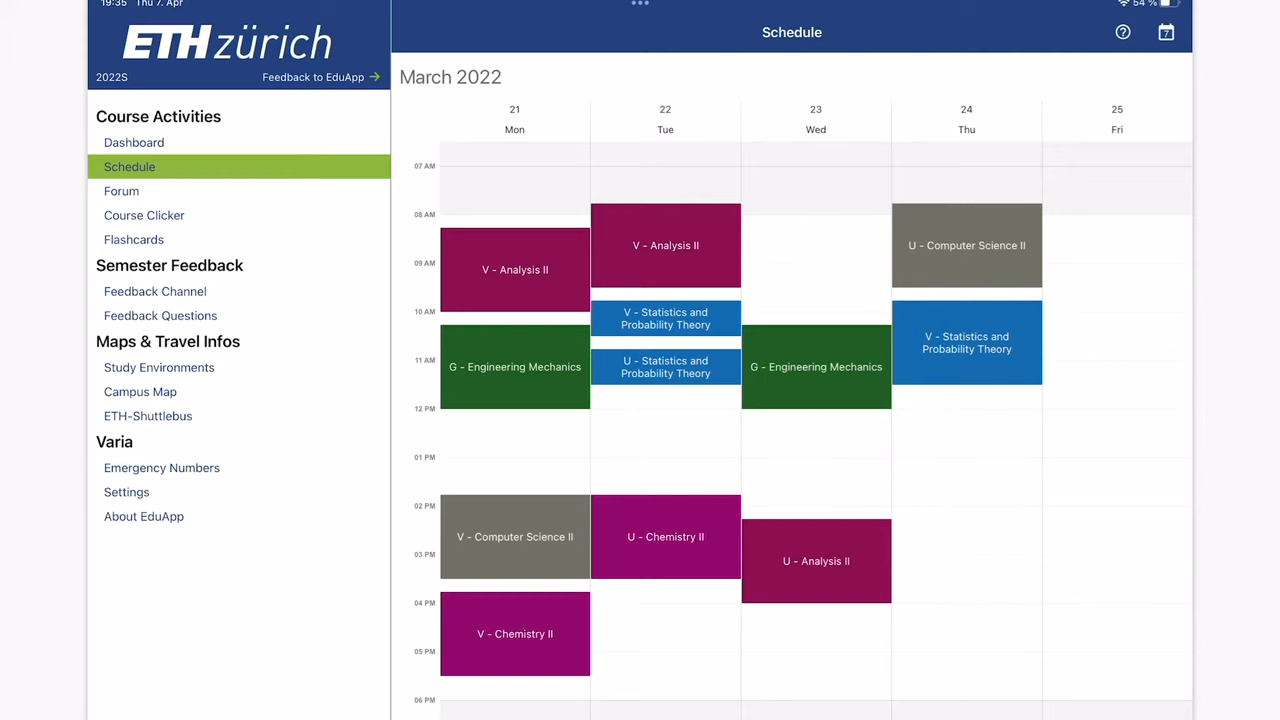 19:35 Thu 7. Apr
54 %
ETH zürich
2022S
Feedback to EduApp
Course Activities
Dashboard
Schedule
Forum
Course Clicker
Flashcards
Semester Feedback
Feedback Channel
Feedback Questions
Maps & Travel Infos
Study Environments
Campus Map
ETH-Shuttlebus
Varia
Emergency Numbers
Settings
About EduApp
Schedule
7
March 2022
21 22 23 24 25
Mon Tue Wed Thu Fri
07 AM
08 AM
09 AM
10 AM
11 AM
12 PM
01 PM
02 PM
03 PM
04 PM
05 PM
06 PM
V - Analysis II
G - Engineering Mechanics
V - Computer Science II
V - Chemistry II
V - Analysis II
V - Statistics and
Probability Theory
U - Statistics and
Probability Theory
U - Chemistry II
G - Engineering Mechanics
U - Analysis II
U - Computer Science II
V - Statistics and
Probability Theory